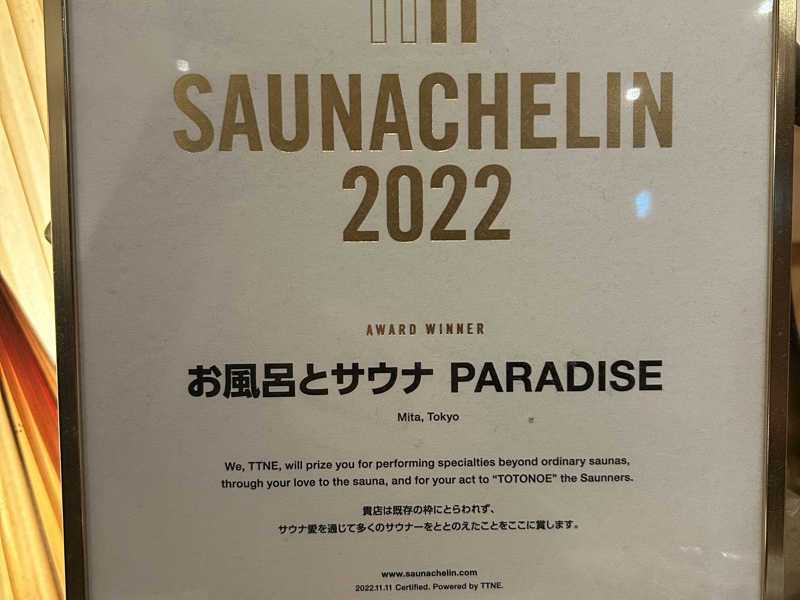 SAUNACHELIN
2022
AWARD WINNER
お風呂とサウナ PARADISE
Mita, Tokyo
We, TTNE, will prize you for performing specialties beyond ordinary saunas,
through your love to the sauna, and for your act to “TOTONOE” the Saunners.
貴店は既存の枠にとらわれず、
サウナ愛を通じて多くのサウナーをととのえたことをここに賞します。
www.saunachelin.com
2022.11.11 Certified. Powered by TTNE.